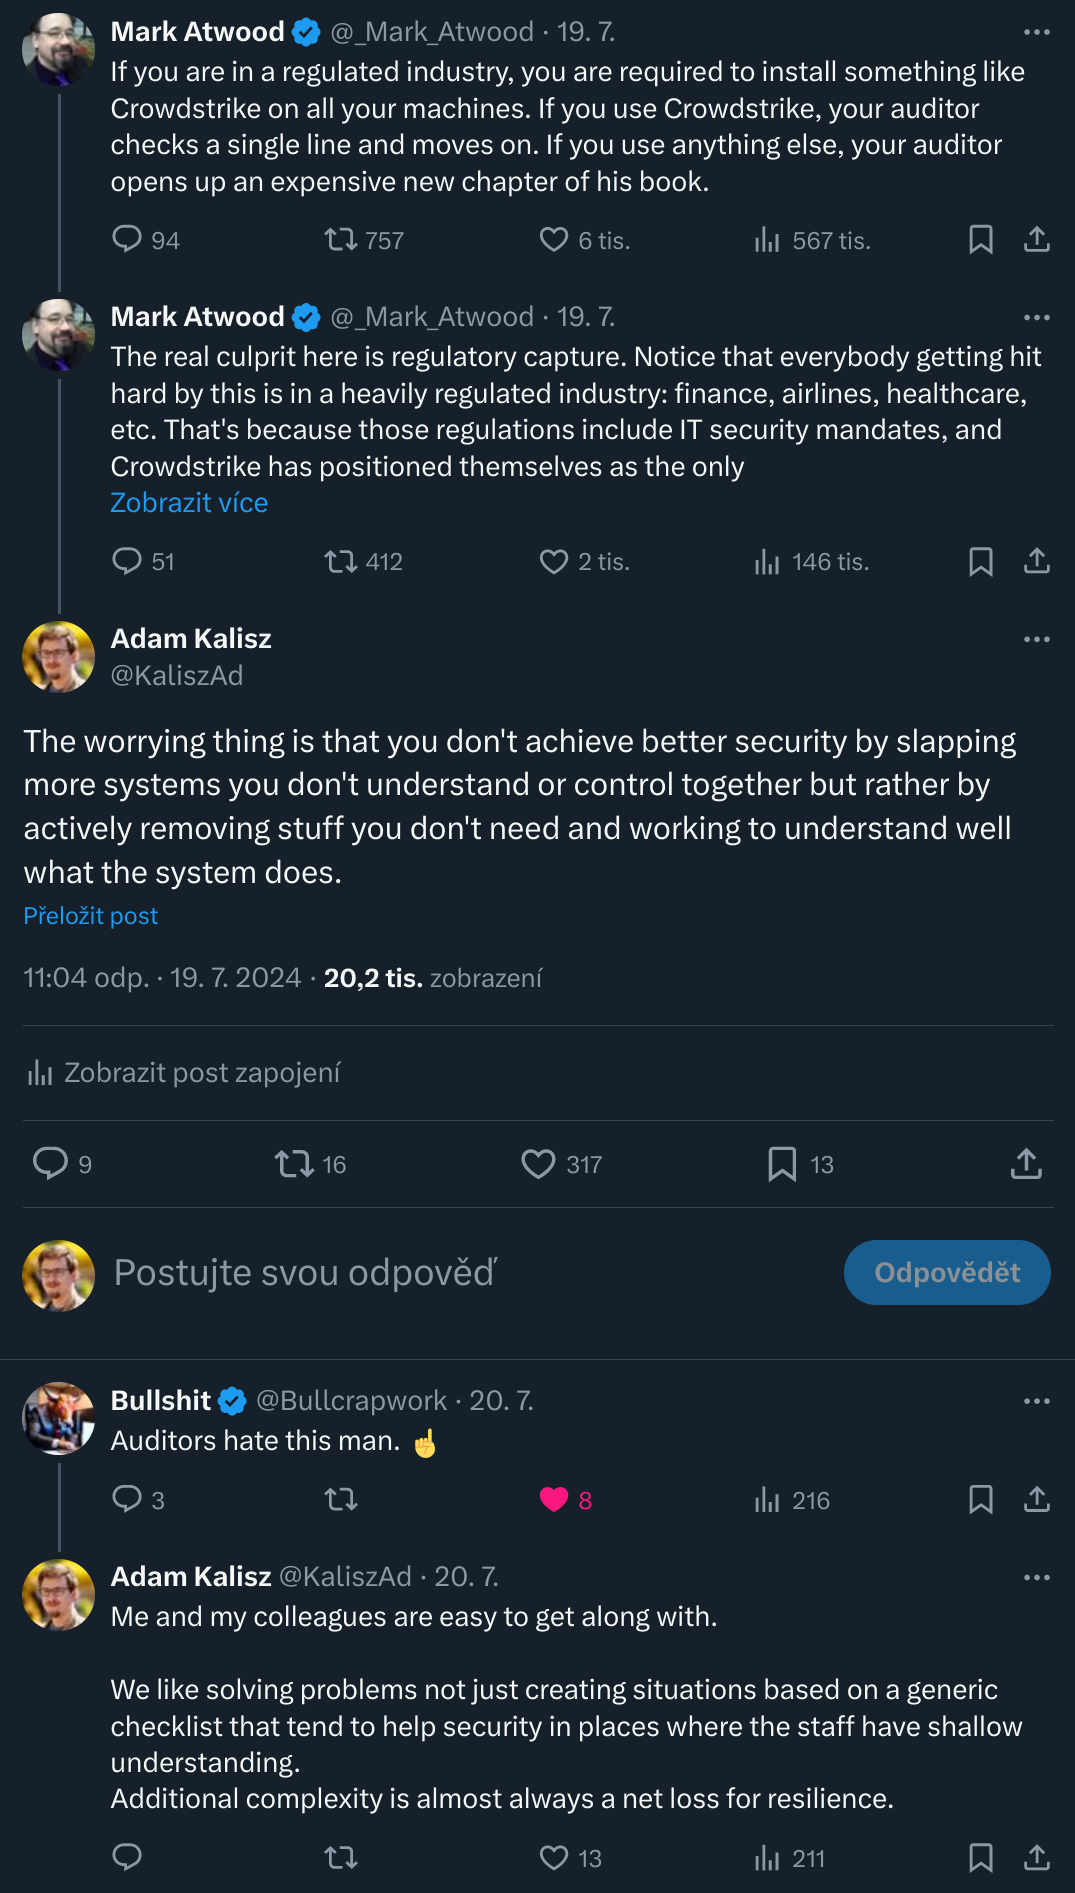 Mark Atwood @_Mark_Atwood · 19. 7.
If you are in a regulated industry, you are required to install something like
Crowdstrike on all your machines. If you use Crowdstrike, your auditor
checks a single line and moves on. If you use anything else, your auditor
opens up an expensive new chapter of his book.
94 757 6 tis. 567 tis.
Mark Atwood @_Mark_Atwood · 19. 7.
The real culprit here is regulatory capture. Notice that everybody getting hit
hard by this is in a heavily regulated industry: finance, airlines, healthcare,
etc. That's because those regulations include IT security mandates, and
Crowdstrike has positioned themselves as the only
Zobrazit více
51 412 2 tis. 146 tis.
Adam Kalisz
@KaliszAd
The worrying thing is that you don't achieve better security by slapping
more systems you don't understand or control together but rather by
actively removing stuff you don't need and working to understand well
what the system does.
Přeložit post
11:04 odp. · 19. 7. 2024 · 20,2 tis. zobrazení
Zobrazit post zapojení
9 16 317 13
Postujte svou odpověď
Odpovědět
Bullshit @Bullcrapwork · 20. 7.
Auditors hate this man. ☝️
3 8 216
Adam Kalisz @KaliszAd · 20. 7.
Me and my colleagues are easy to get along with.
We like solving problems not just creating situations based on a generic
checklist that tend to help security in places where the staff have shallow
understanding.
Additional complexity is almost always a net loss for resilience.
13 211